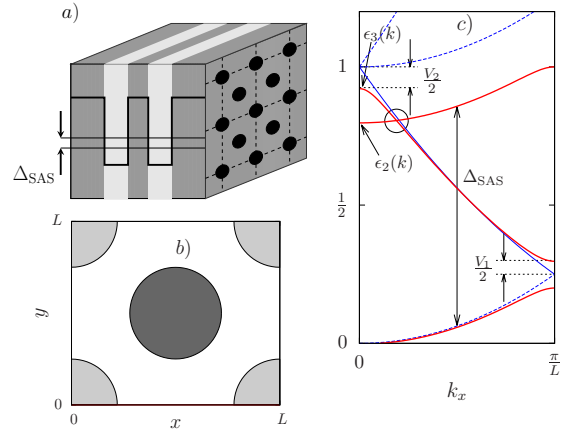 a)
Δ_SAS
L
b)
y
0
0
x
L
c)
ϵ_3(k)
V_2/2
1
ϵ_2(k)
Δ_SAS
1/2
V_1/2
0
0
k_x
π/L